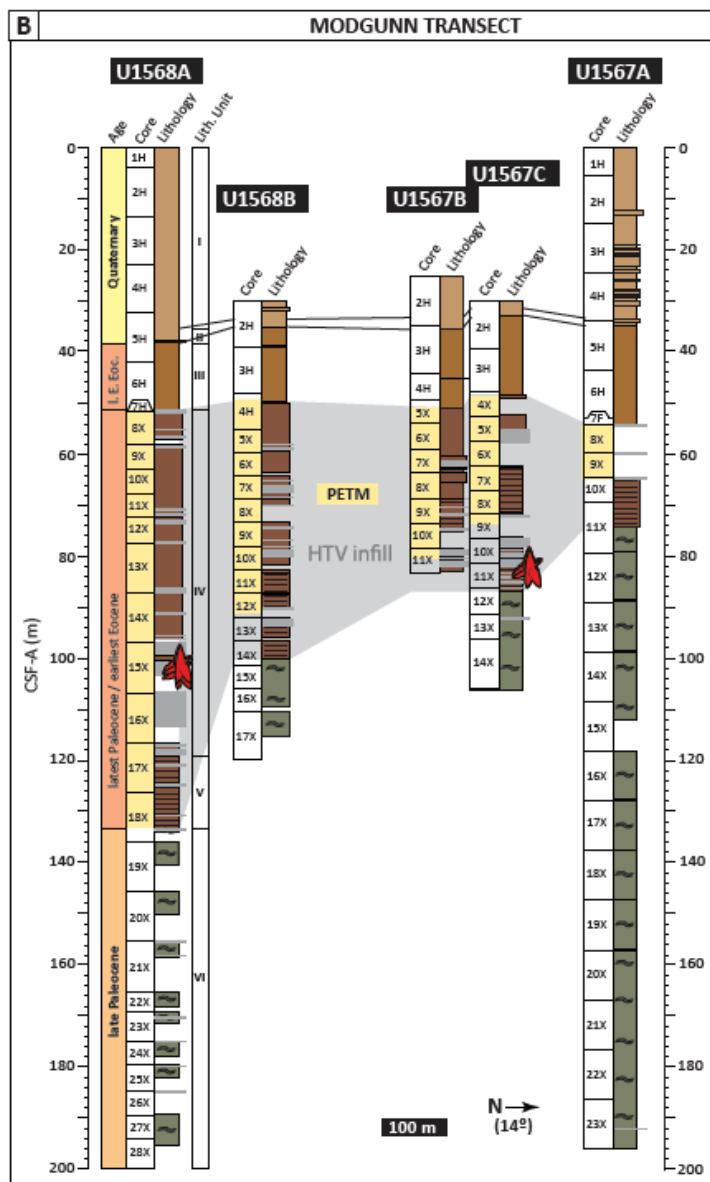 B MODGUNN TRANSECT
U1568A
U1567A
Age Core Lithology Lith. Unit
Core Lithology
U1567C
U1568B
U1567B
Core Lithology
Core Lithology
Core Lithology
CSF-A (m)
0
20
40
60
80
100
120
140
160
180
200
Quaternary
l. E. Eoc.
latest Paleocene / earliest Eocene
late Paleocene
1H
2H
3H
4H
5H
6H
7H
8X
9X
10X
11X
12X
13X
14X
15X
16X
17X
18X
19X
20X
21X
22X
23X
24X
25X
26X
27X
28X
I
II
III
IV
V
VI
2H
3H
4H
5X
6X
7X
8X
9X
10X
11X
12X
13X
14X
15X
16X
17X
PETM
HTV infill
2H
3H
4H
5X
6X
7X
8X
9X
10X
11X
2H
3H
4X
5X
6X
7X
8X
9X
10X
11X
12X
13X
14X
1H
2H
3H
4H
5H
6H
7F
8X
9X
10X
11X
12X
13X
14X
15X
16X
17X
18X
19X
20X
21X
22X
23X
0
20
40
60
80
100
120
140
160
180
200
100 m
N
(14º)